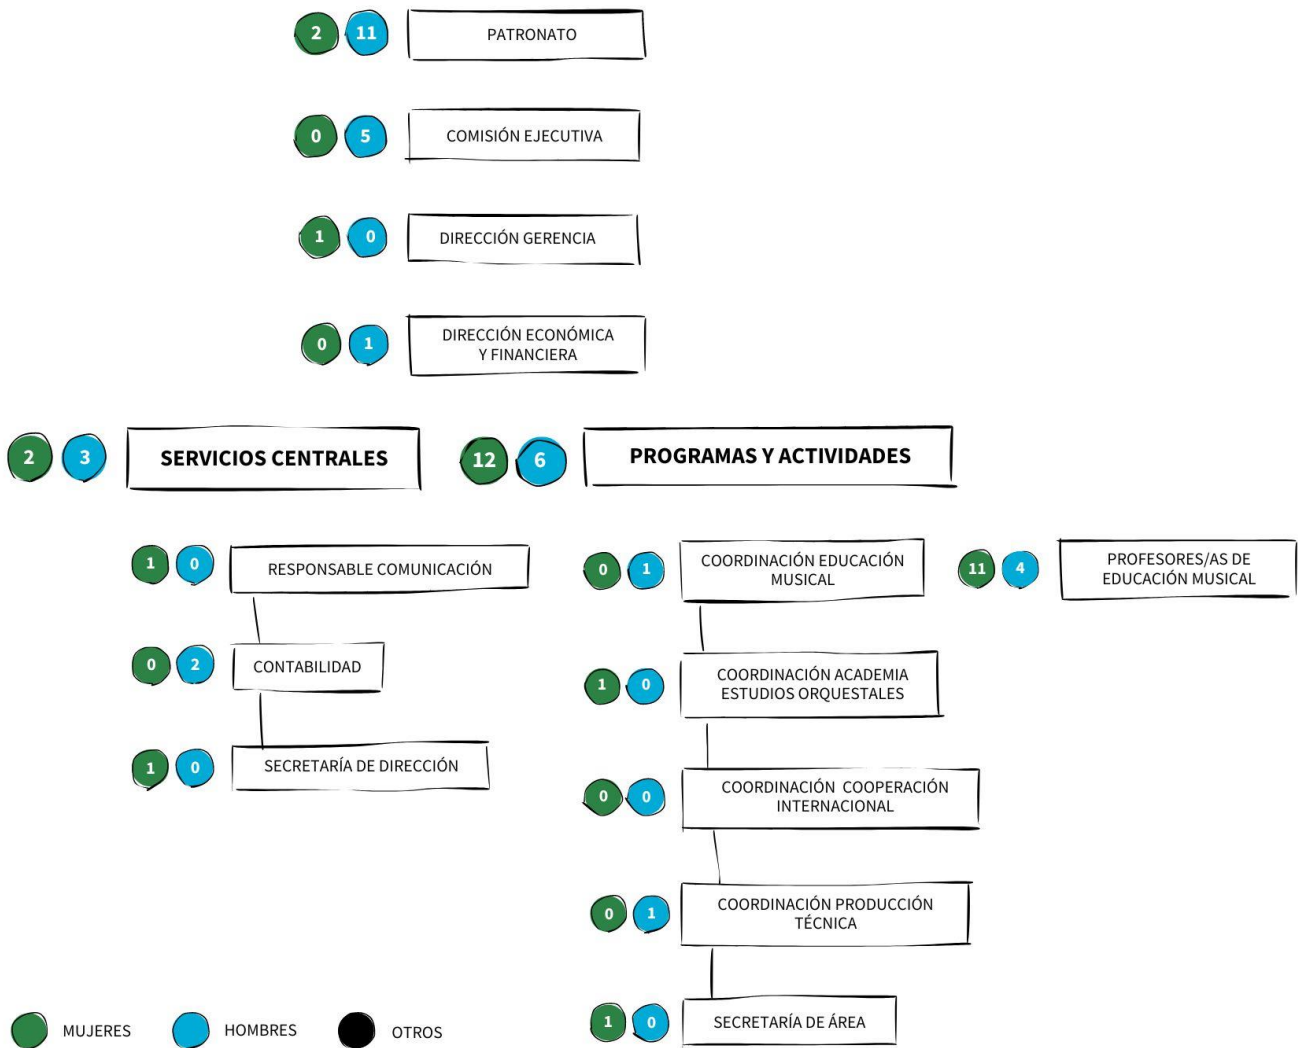 2 11 PATRONATO
0 5 COMISIÓN EJECUTIVA
1 0 DIRECCIÓN GERENCIA
0 1 DIRECCIÓN ECONÓMICA
Y FINANCIERA
2 3 SERVICIOS CENTRALES
12 6 PROGRAMAS Y ACTIVIDADES
1 0 RESPONSABLE COMUNICACIÓN
0 2 CONTABILIDAD
1 0 SECRETARÍA DE DIRECCIÓN
0 1 COORDINACIÓN EDUCACIÓN
MUSICAL
11 4 PROFESORES/AS DE
EDUCACIÓN MUSICAL
1 0 COORDINACIÓN ACADEMIA
ESTUDIOS ORQUESTALES
0 0 COORDINACIÓN COOPERACIÓN
INTERNACIONAL
0 1 COORDINACIÓN PRODUCCIÓN
TÉCNICA
1 0 SECRETARÍA DE ÁREA
MUJERES HOMBRES OTROS